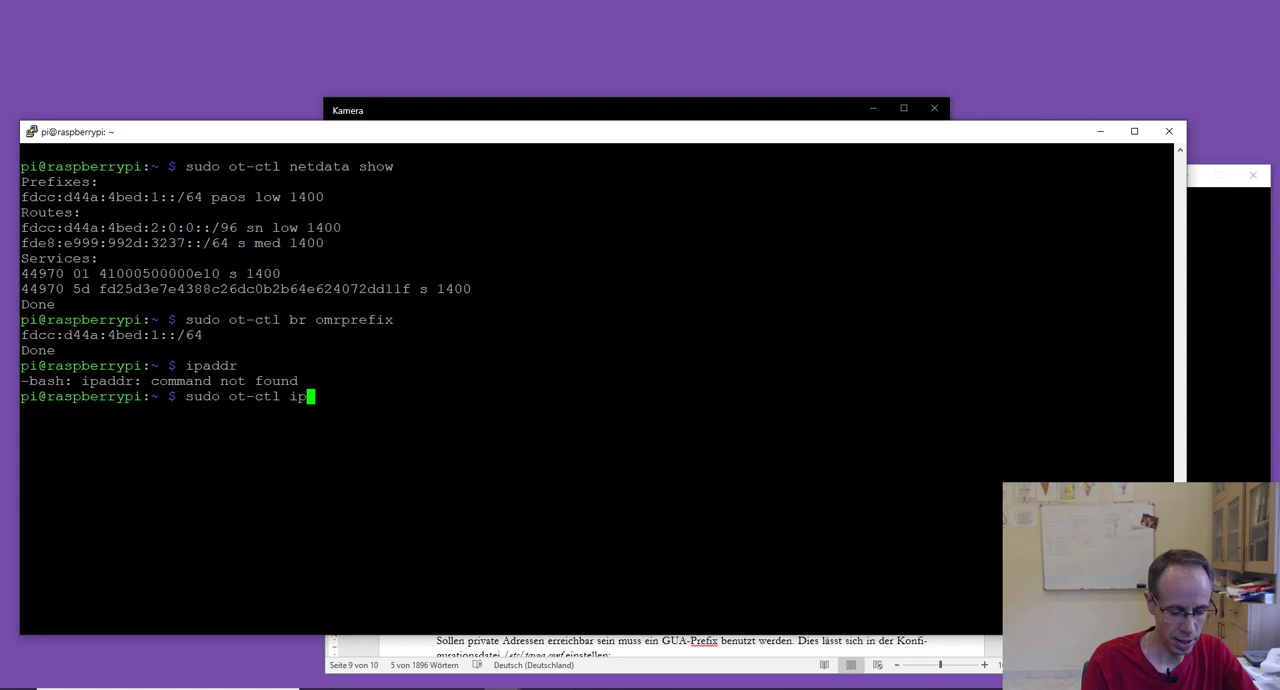 Kamera
pi@raspberrypi: ~
pi@raspberrypi:~ $ sudo ot-ctl netdata show
Prefixes:
fdcc:d44a:4bed:1::/64 paos low 1400
Routes:
fdcc:d44a:4bed:2:0:0::/96 sn low 1400
fde8:e999:992d:3237::/64 s med 1400
Services:
44970 01 41000500000e10 s 1400
44970 5d fd25d3e7e4388c26dc0b2b64e624072dd11f s 1400
Done
pi@raspberrypi:~ $ sudo ot-ctl br omrprefix
fdcc:d44a:4bed:1::/64
Done
pi@raspberrypi:~ $ ipaddr
-bash: ipaddr: command not found
pi@raspberrypi:~ $ sudo ot-ctl ip
Sollen private Adressen erreichbar sein muss ein GUA-Prefix benutzt werden. Dies lässt sich in der Konfi-
gurationsdatei einstellen:
Seite 9 von 10 5 von 1896 Wörtern Deutsch (Deutschland)